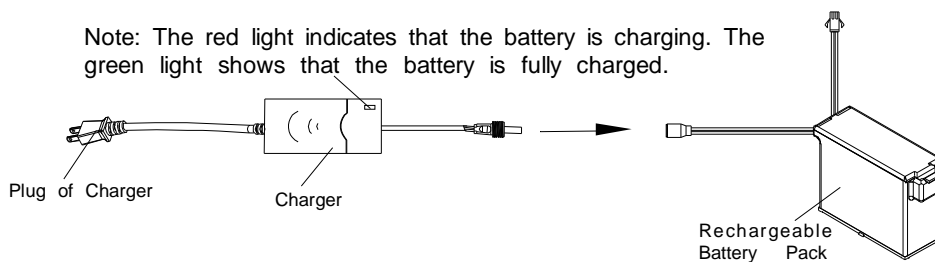 Note: The red light indicates that the battery is charging. The
green light shows that the battery is fully charged.
Plug of Charger
Charger
Rechargeable
Battery Pack